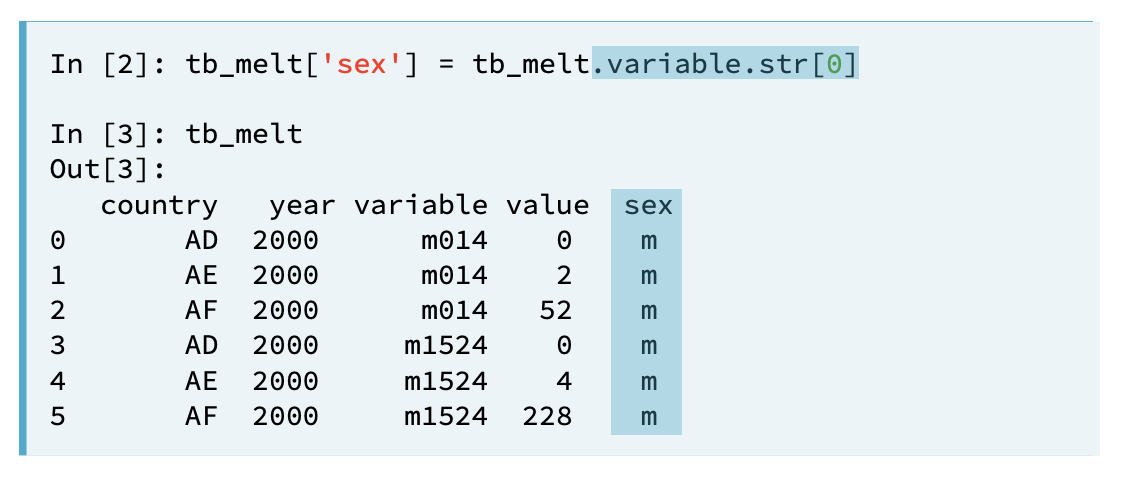 In [2]: tb_melt['sex'] = tb_melt.variable.str[0]
In [3]: tb_melt
Out[3]:
country year variable value sex
0 AD 2000 m014 0 m
1 AE 2000 m014 2 m
2 AF 2000 m014 52 m
3 AD 2000 m1524 0 m
4 AE 2000 m1524 4 m
5 AF 2000 m1524 228 m